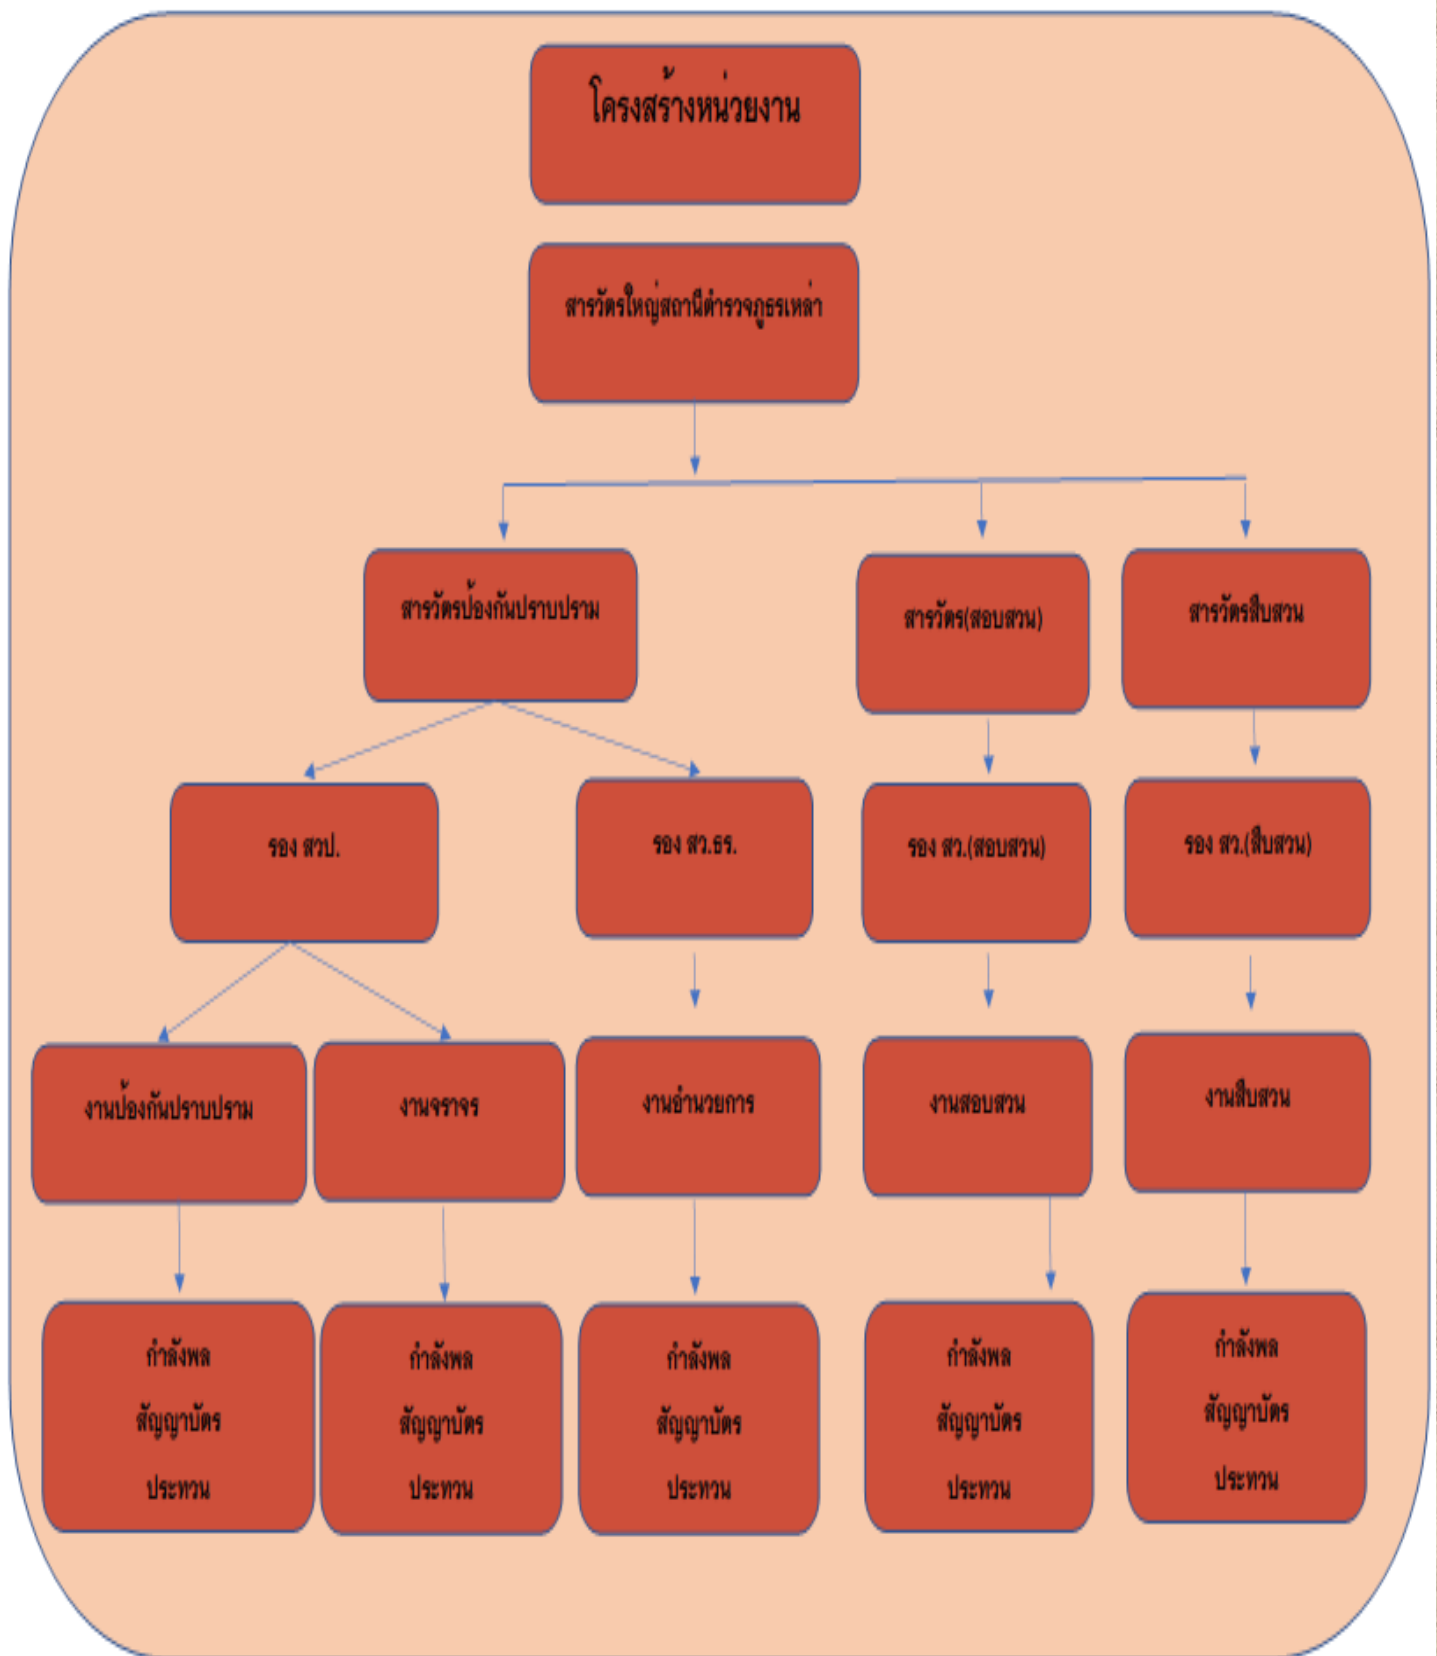 โครงสร้างหน่วยงาน
สารวัตรใหญ่สถานีตำรวจภูธรเหล่า
สารวัตรป้องกันปราบปราม
สารวัตร(สอบสวน)
สารวัตรสืบสวน
รอง สวป.
รอง สว.ธร.
รอง สว.(สอบสวน)
รอง สว.(สืบสวน)
งานป้องกันปราบปราม
งานจราจร
งานอำนวยการ
งานสอบสวน
งานสืบสวน
กำลังพล
สัญญาบัตร
ประทวน
กำลังพล
สัญญาบัตร
ประทวน
กำลังพล
สัญญาบัตร
ประทวน
กำลังพล
สัญญาบัตร
ประทวน
กำลังพล
สัญญาบัตร
ประทวน